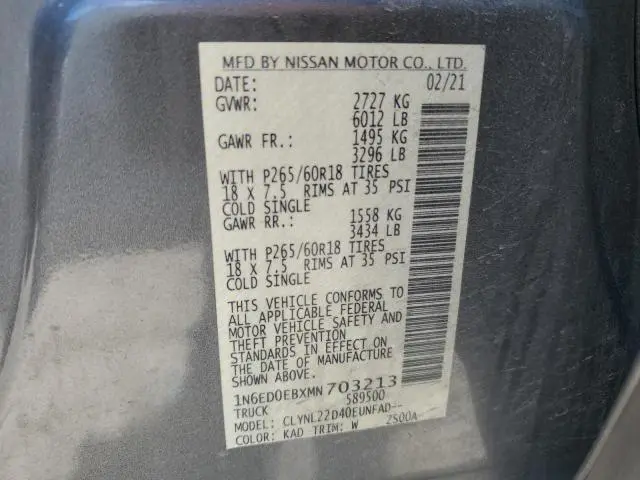 MFD BY NISSAN MOTOR CO., LTD.
DATE: 02/21
GVWR: 2727 KG
6012 LB
GAWR FR.: 1495 KG
3296 LB
WITH P265/60R18 TIRES
18 X 7.5 RIMS AT 35 PSI
COLD SINGLE
GAWR RR.: 1558 KG
3434 LB
WITH P265/60R18 TIRES
18 X 7.5 RIMS AT 35 PSI
COLD SINGLE
THIS VEHICLE CONFORMS TO
ALL APPLICABLE FEDERAL
MOTOR VEHICLE SAFETY AND
THEFT PREVENTION
STANDARDS IN EFFECT ON
THE DATE OF MANUFACTURE
1N6ED0EBXMN703213
TRUCK 589500
MODEL: CLYNL22D40EUNFAD--
COLOR: KAD TRIM: W 2500A